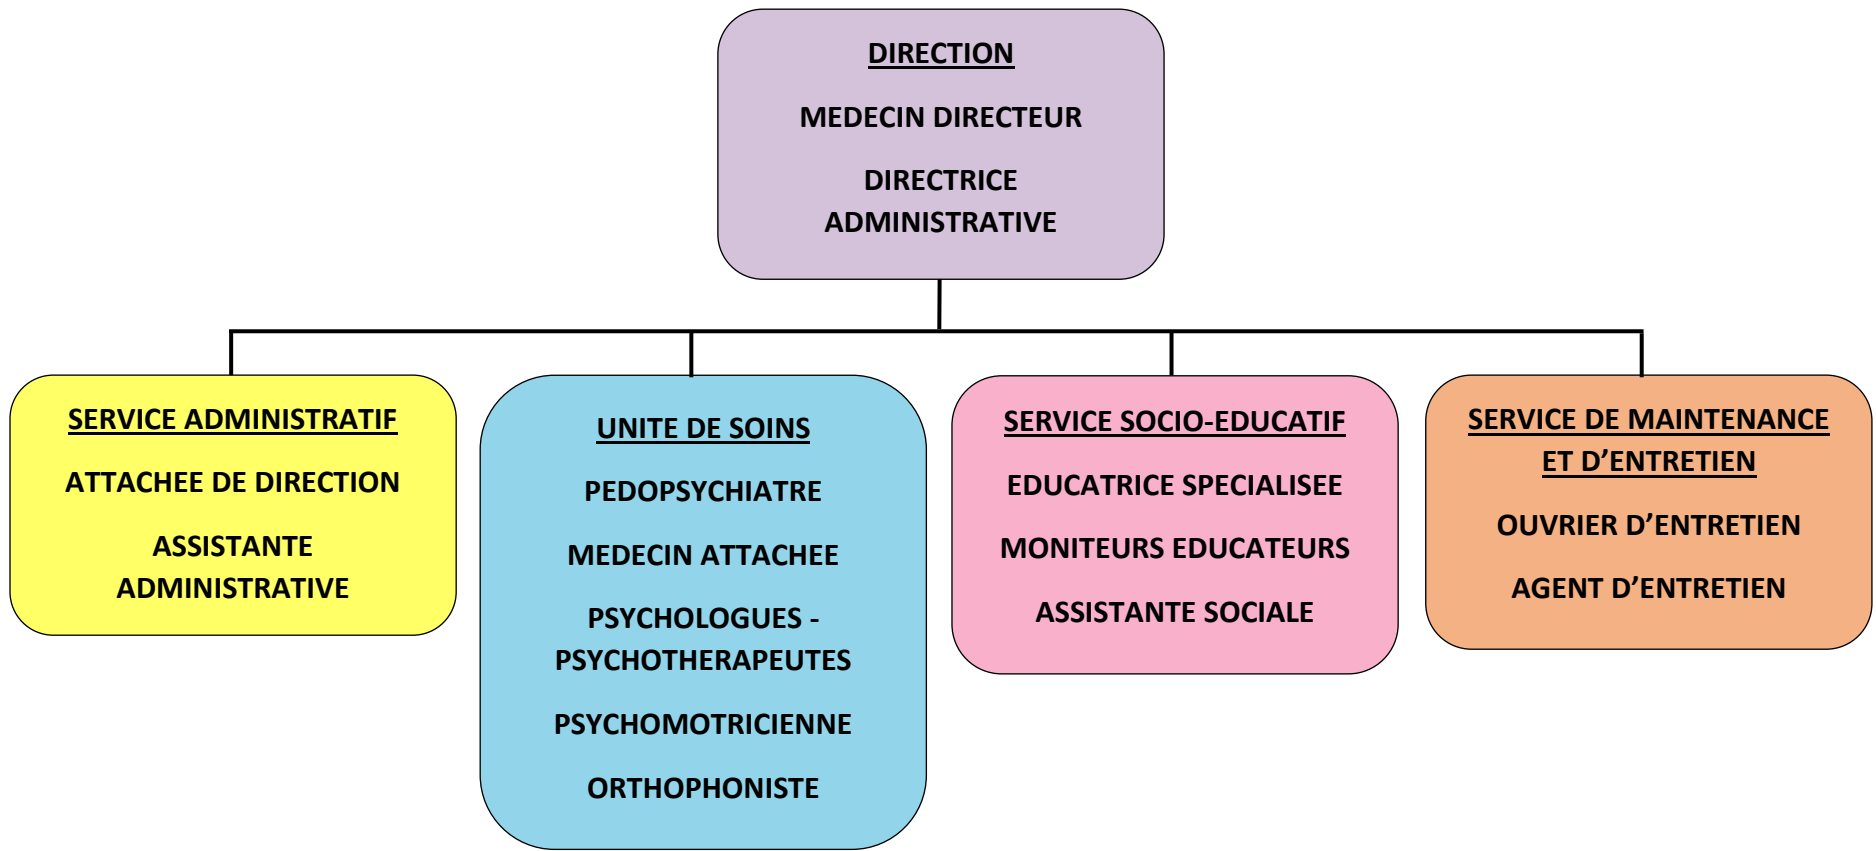 DIRECTION
MEDECIN DIRECTEUR
DIRECTRICE
ADMINISTRATIVE
SERVICE ADMINISTRATIF
ATTACHEE DE DIRECTION
ASSISTANTE
ADMINISTRATIVE
UNITE DE SOINS
PEDOPSYCHIATRE
MEDECIN ATTACHEE
PSYCHOLOGUES -
PSYCHOTHERAPEUTES
PSYCHOMOTRICIENNE
ORTHOPHONISTE
SERVICE SOCIO-EDUCATIF
EDUCATRICE SPECIALISEE
MONITEURS EDUCATEURS
ASSISTANTE SOCIALE
SERVICE DE MAINTENANCE
ET D’ENTRETIEN
OUVRIER D’ENTRETIEN
AGENT D’ENTRETIEN